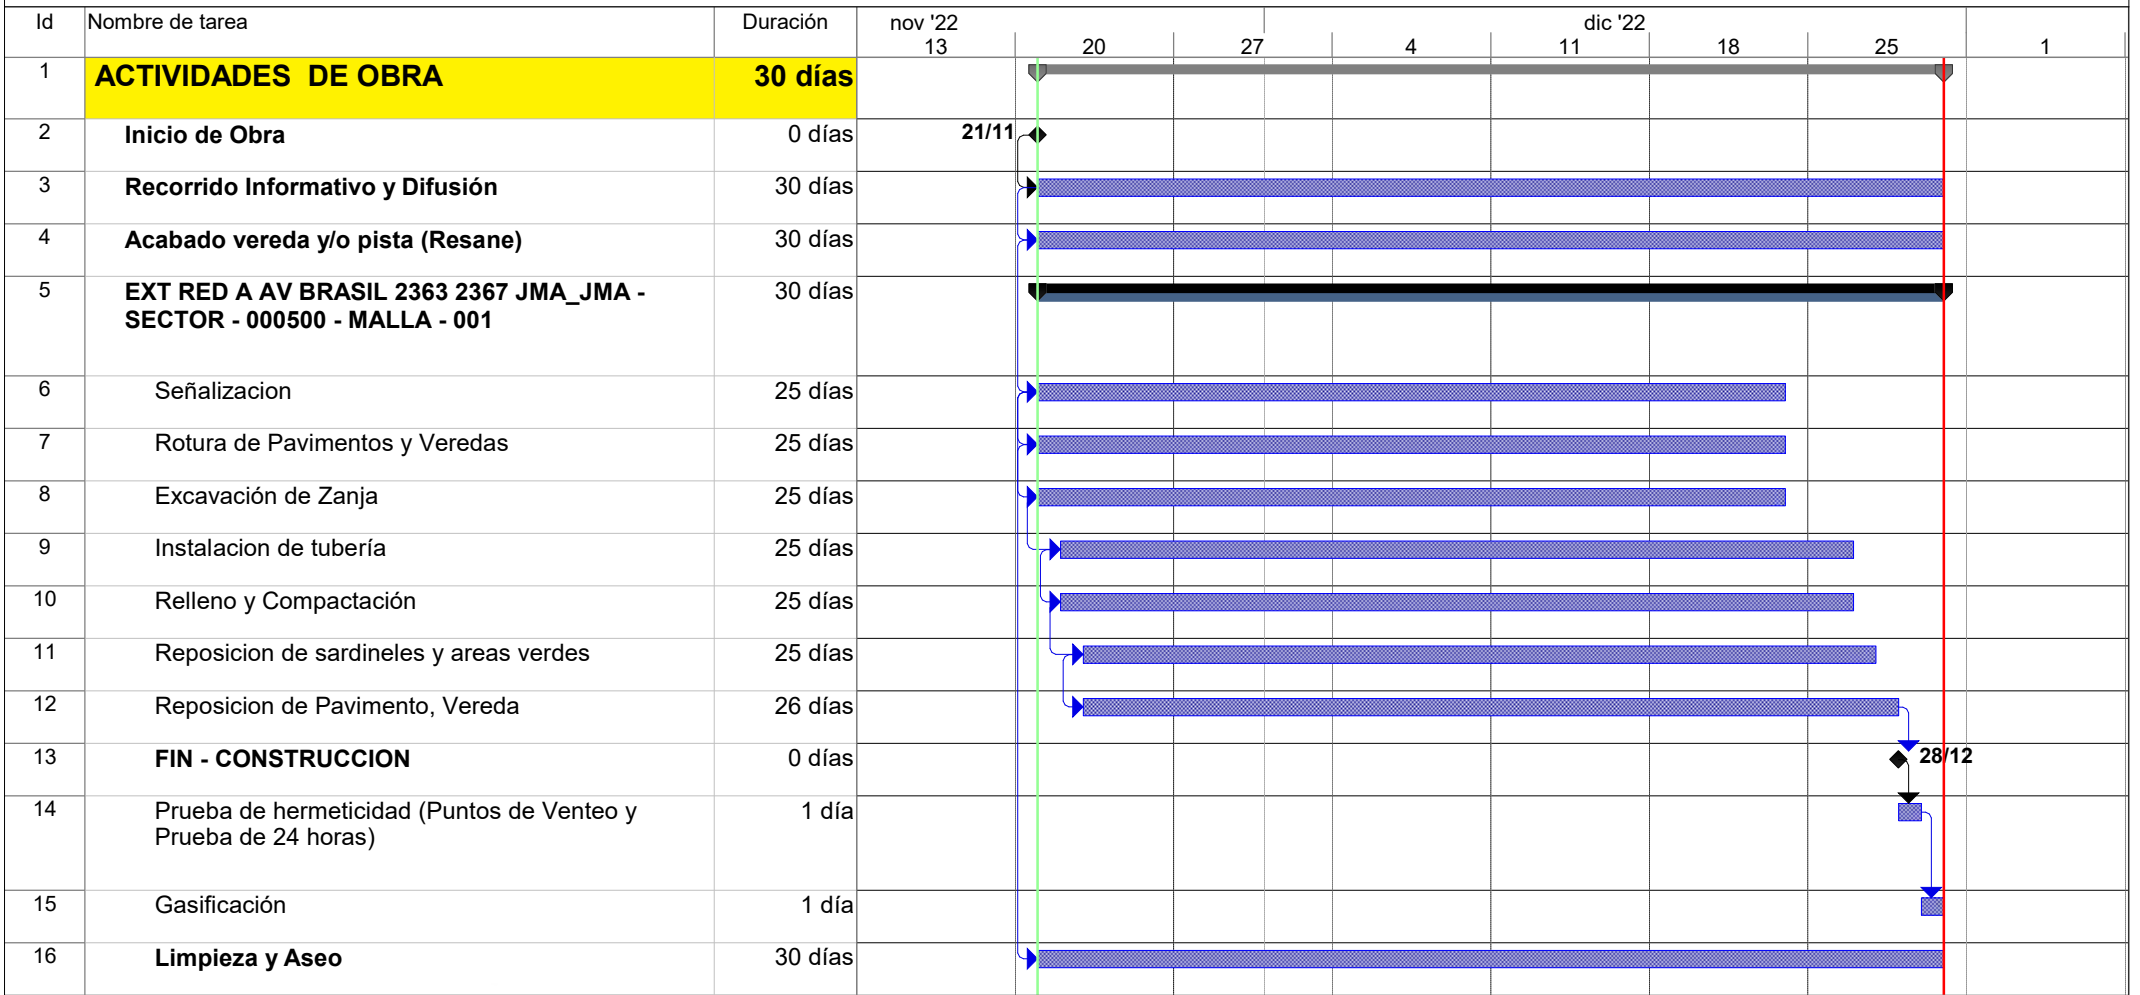 Id Nombre de tarea Duración nov '22 dic '22
13 20 27 4 11 18 25 1
1 ACTIVIDADES DE OBRA 30 días
2 Inicio de Obra 0 días 21/11
3 Recorrido Informativo y Difusión 30 días
4 Acabado vereda y/o pista (Resane) 30 días
5 EXT RED A AV BRASIL 2363 2367 JMA_JMA - 30 días
SECTOR - 000500 - MALLA - 001
6 Señalizacion 25 días
7 Rotura de Pavimentos y Veredas 25 días
8 Excavación de Zanja 25 días
9 Instalacion de tubería 25 días
10 Relleno y Compactación 25 días
11 Reposicion de sardineles y areas verdes 25 días
12 Reposicion de Pavimento, Vereda 26 días
13 FIN - CONSTRUCCION 0 días 28/12
14 Prueba de hermeticidad (Puntos de Venteo y 1 día
Prueba de 24 horas)
15 Gasificación 1 día
16 Limpieza y Aseo 30 días